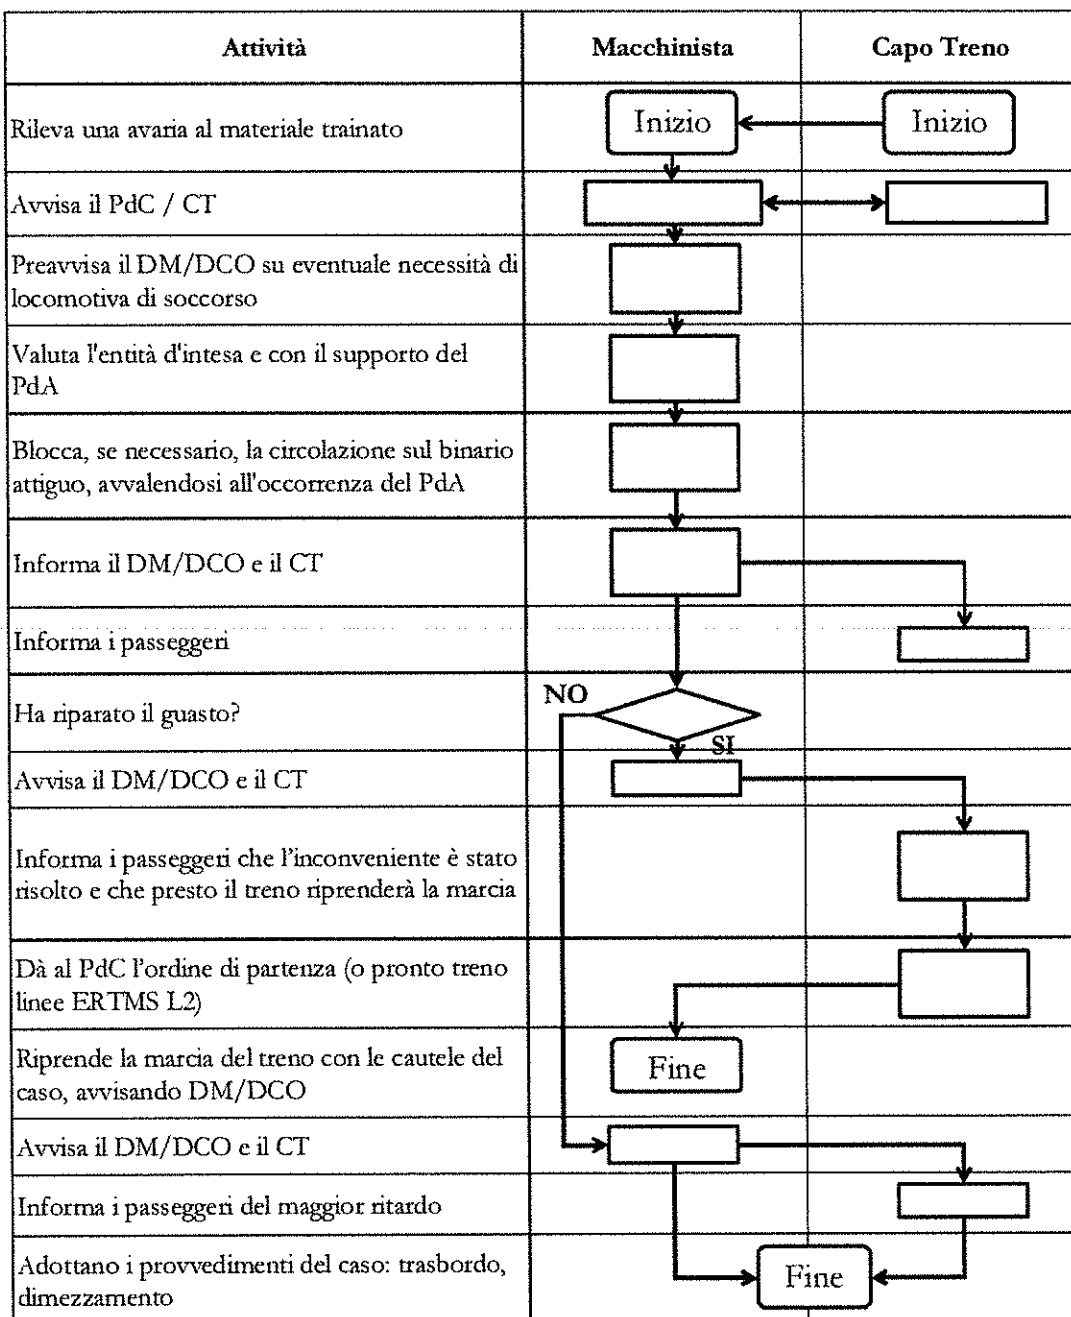 Attività Macchinista Capo Treno
Rileva una avaria al materiale trainato Inizio Inizio
Avvisa il PdC / CT
Preavvisa il DM/DCO su eventuale necessità di
locomotiva di soccorso
Valuta l'entità d'intesa e con il supporto del
PdA
Blocca, se necessario, la circolazione sul binario
attiguo, avvalendosi all'occorrenza del PdA
Informa il DM/DCO e il CT
Informa i passeggeri
NO
Ha riparato il guasto?
SI
Avvisa il DM/DCO e il CT
Informa i passeggeri che l'inconveniente è stato
risolto e che presto il treno riprenderà la marcia
Dà al PdC l'ordine di partenza (o pronto treno
linee ERTMS L2)
Riprende la marcia del treno con le cautele del
caso, avvisando DM/DCO
Fine
Avvisa il DM/DCO e il CT
Informa i passeggeri del maggior ritardo
Adottano i provvedimenti del caso: trasbordo,
dimezzamento
Fine